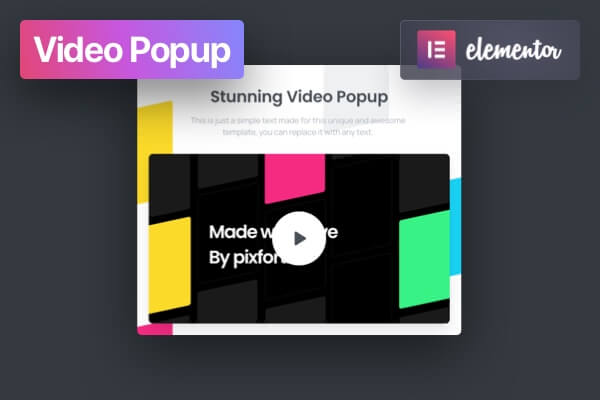 Video Popup
elementor
Stunning Video Popup
This is just a simple text made for this unique and awesome
template, you can replace it with any text.
Made
By